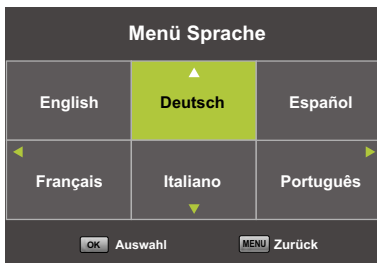 Menü Sprache
English Deutsch Español
Français Italiano Português
OK Auswahl MENU Zurück